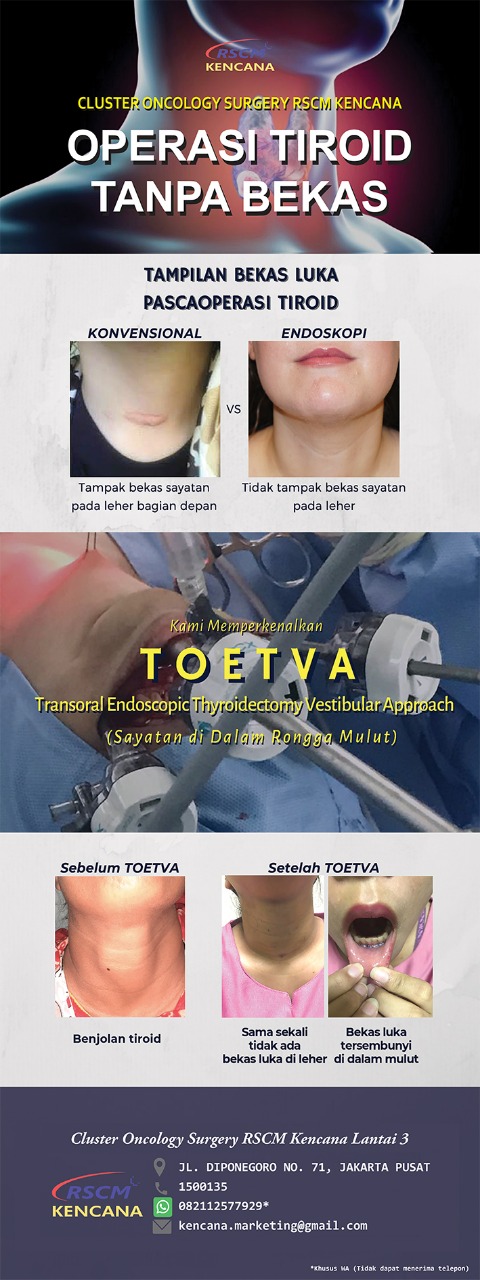 RSCM
KENCANA
CLUSTER ONCOLOGY SURGERY RSCM KENCANA
OPERASI TIROID
TANPA BEKAS
TAMPILAN BEKAS LUKA
PASCAOPERASI TIROID
KONVENSIONAL
VS
ENDOSKOPI
Tampak bekas sayatan
pada leher bagian depan
Tidak tampak bekas sayatan
pada leher
Kami Memperkenalkan
TOETVA
Transoral Endoscopic Thyroidectomy Vestibular Approach
(Sayatan di Dalam Rongga Mulut)
Sebelum TOETVA
Benjolan tiroid
Setelah TOETVA
Sama sekali
tidak ada
bekas luka di leher
Bekas luka
tersembunyi
di dalam mulut
Cluster Oncology Surgery RSCM Kencana Lantai 3
RSCM
KENCANA
JL. DIPONEGORO NO. 71, JAKARTA PUSAT
1500135
082112577929*
kencana.marketing@gmail.com
*Khusus WA (Tidak dapat menerima telepon)